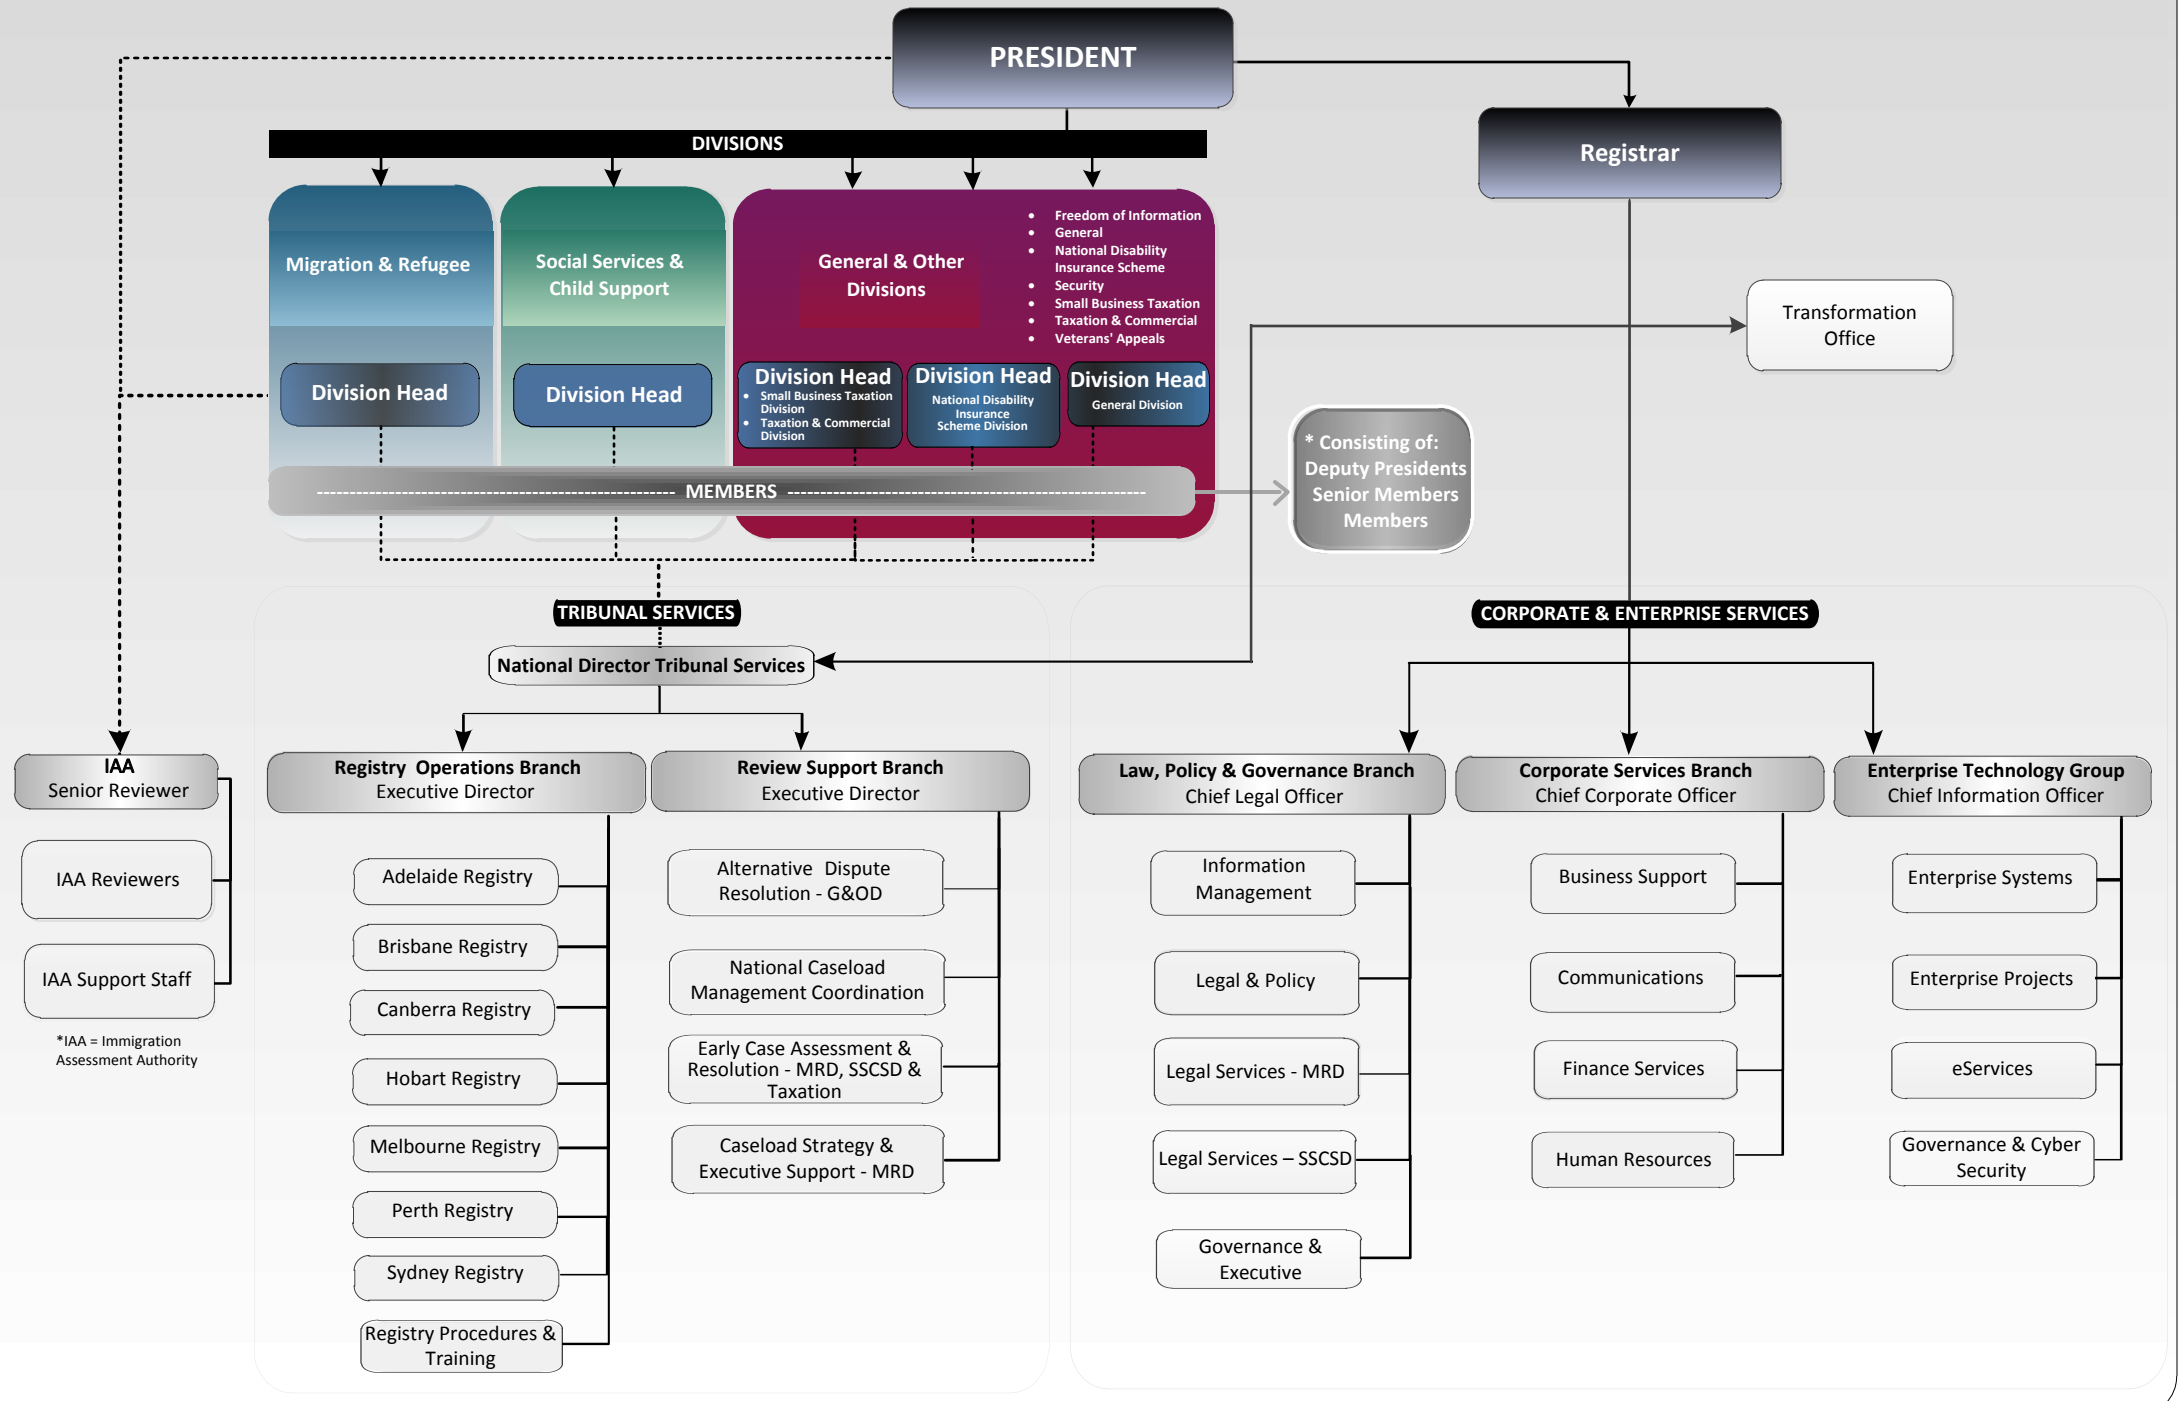 PRESIDENT
Registrar
DIVISIONS
Migration & Refugee
Division Head
Social Services &
Child Support
Division Head
General & Other
Divisions
• Freedom of Information
• General
• National Disability
Insurance Scheme
• Security
• Small Business Taxation
• Taxation & Commercial
• Veterans' Appeals
Division Head
• Small Business Taxation
Division
• Taxation & Commercial
Division
Division Head
National Disability
Insurance
Scheme Division
Division Head
General Division
MEMBERS
* Consisting of:
Deputy Presidents
Senior Members
Members
Transformation
Office
TRIBUNAL SERVICES
National Director Tribunal Services
CORPORATE & ENTERPRISE SERVICES
IAA
Senior Reviewer
IAA Reviewers
IAA Support Staff
*IAA = Immigration
Assessment Authority
Registry Operations Branch
Executive Director
Adelaide Registry
Brisbane Registry
Canberra Registry
Hobart Registry
Melbourne Registry
Perth Registry
Sydney Registry
Registry Procedures &
Training
Review Support Branch
Executive Director
Alternative Dispute
Resolution - G&OD
National Caseload
Management Coordination
Early Case Assessment &
Resolution - MRD, SSCSD &
Taxation
Caseload Strategy &
Executive Support - MRD
Law, Policy & Governance Branch
Chief Legal Officer
Information
Management
Legal & Policy
Legal Services - MRD
Legal Services – SSCSD
Governance &
Executive
Corporate Services Branch
Chief Corporate Officer
Business Support
Communications
Finance Services
Human Resources
Enterprise Technology Group
Chief Information Officer
Enterprise Systems
Enterprise Projects
eServices
Governance & Cyber
Security